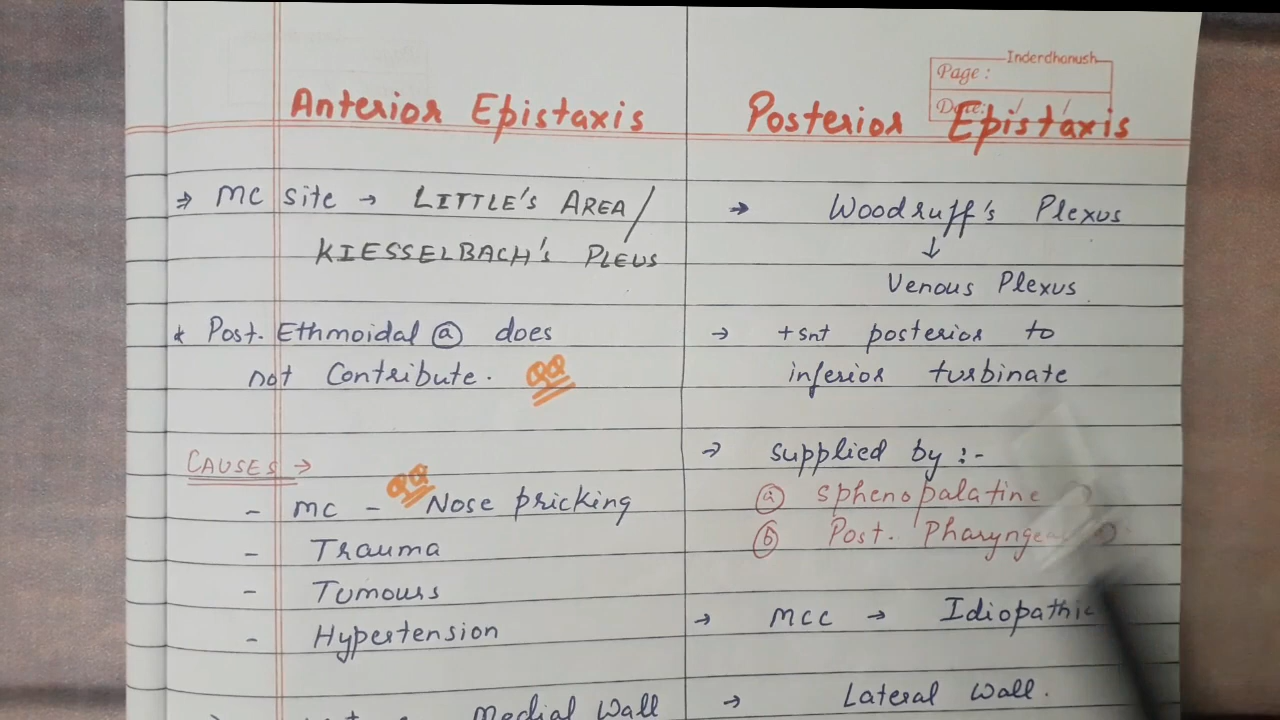 Inderdhanush
Page :
Date: / /
Anterior Epistaxis
⇒ MC site → LITTLE'S AREA/
KIESSELBACH'S PLEUS
* Post. Ethmoidal ⓐ does
not Contribute.
CAUSES →
- MC - Nose pricking
- Trauma
- Tumours
- Hypertension
Medial Wall
Posterior Epistaxis
→ Woodruff's Plexus
↓
Venous Plexus
→ +snt posterior to
inferior turbinate
→ supplied by :-
ⓐ sphenopalatine
ⓑ Post. Pharyngeal
→ MCC → Idiopathic
→ Lateral Wall.